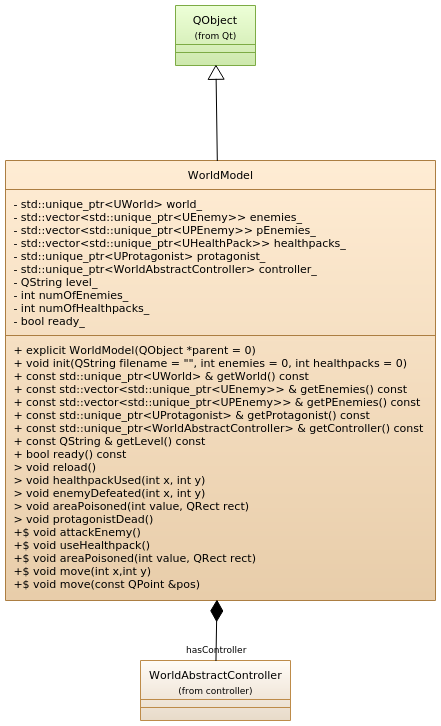 QObject
(from Qt)
WorldModel
- std::unique_ptr<UWorld> world_
- std::vector<std::unique_ptr<UEnemy>> enemies_
- std::vector<std::unique_ptr<UPEnemy>> pEnemies_
- std::vector<std::unique_ptr<UHealthPack>> healthpacks_
- std::unique_ptr<UProtagonist> protagonist_
- std::unique_ptr<WorldAbstractController> controller_
- QString level_
- int numOfEnemies_
- int numOfHealthpacks_
- bool ready_
+ explicit WorldModel(QObject *parent = 0)
+ void init(QString filename = "", int enemies = 0, int healthpacks = 0)
+ const std::unique_ptr<UWorld> & getWorld() const
+ const std::vector<std::unique_ptr<UEnemy>> & getEnemies() const
+ const std::vector<std::unique_ptr<UPEnemy>> & getPEnemies() const
+ const std::unique_ptr<UProtagonist> & getProtagonist() const
+ const std::unique_ptr<WorldAbstractController> & getController() const
+ const QString & getLevel() const
+ bool ready() const
> void reload()
> void healthpackUsed(int x, int y)
> void enemyDefeated(int x, int y)
> void areaPoisoned(int value, QRect rect)
> void protagonistDead()
+$ void attackEnemy()
+$ void useHealthpack()
+$ void areaPoisoned(int value, QRect rect)
+$ void move(int x,int y)
+$ void move(const QPoint &pos)
hasController
WorldAbstractController
(from controller)